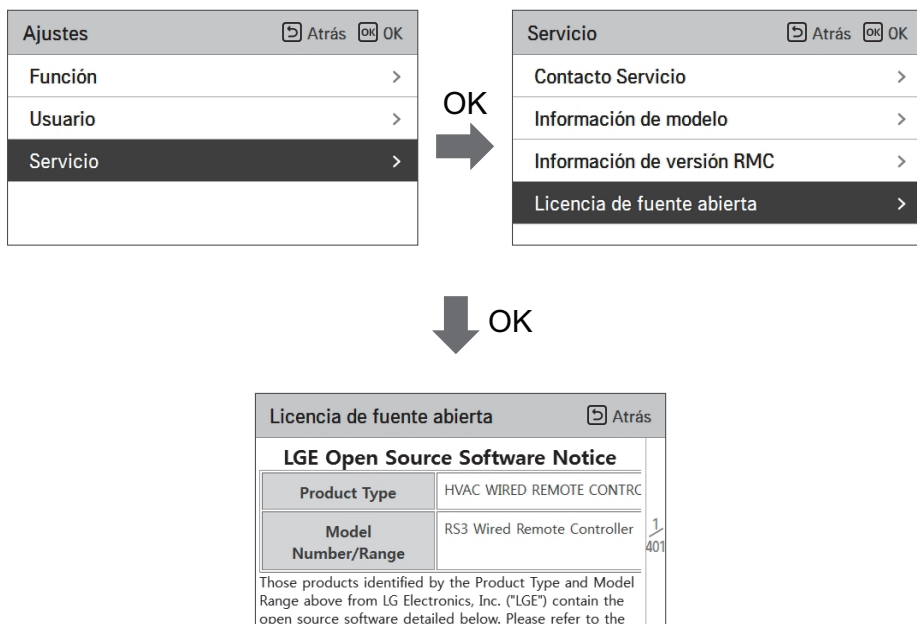 Ajustes Atrás OK OK
Función >
Usuario >
Servicio >
OK
Servicio Atrás OK OK
Contacto Servicio >
Información de modelo >
Información de versión RMC >
Licencia de fuente abierta >
OK
Licencia de fuente abierta Atrás
LGE Open Source Software Notice
Product Type HVAC WIRED REMOTE CONTRC
Model Number/Range RS3 Wired Remote Controller
1/401
Those products identified by the Product Type and Model
Range above from LG Electronics, Inc. ("LGE") contain the
open source software detailed below. Please refer to the